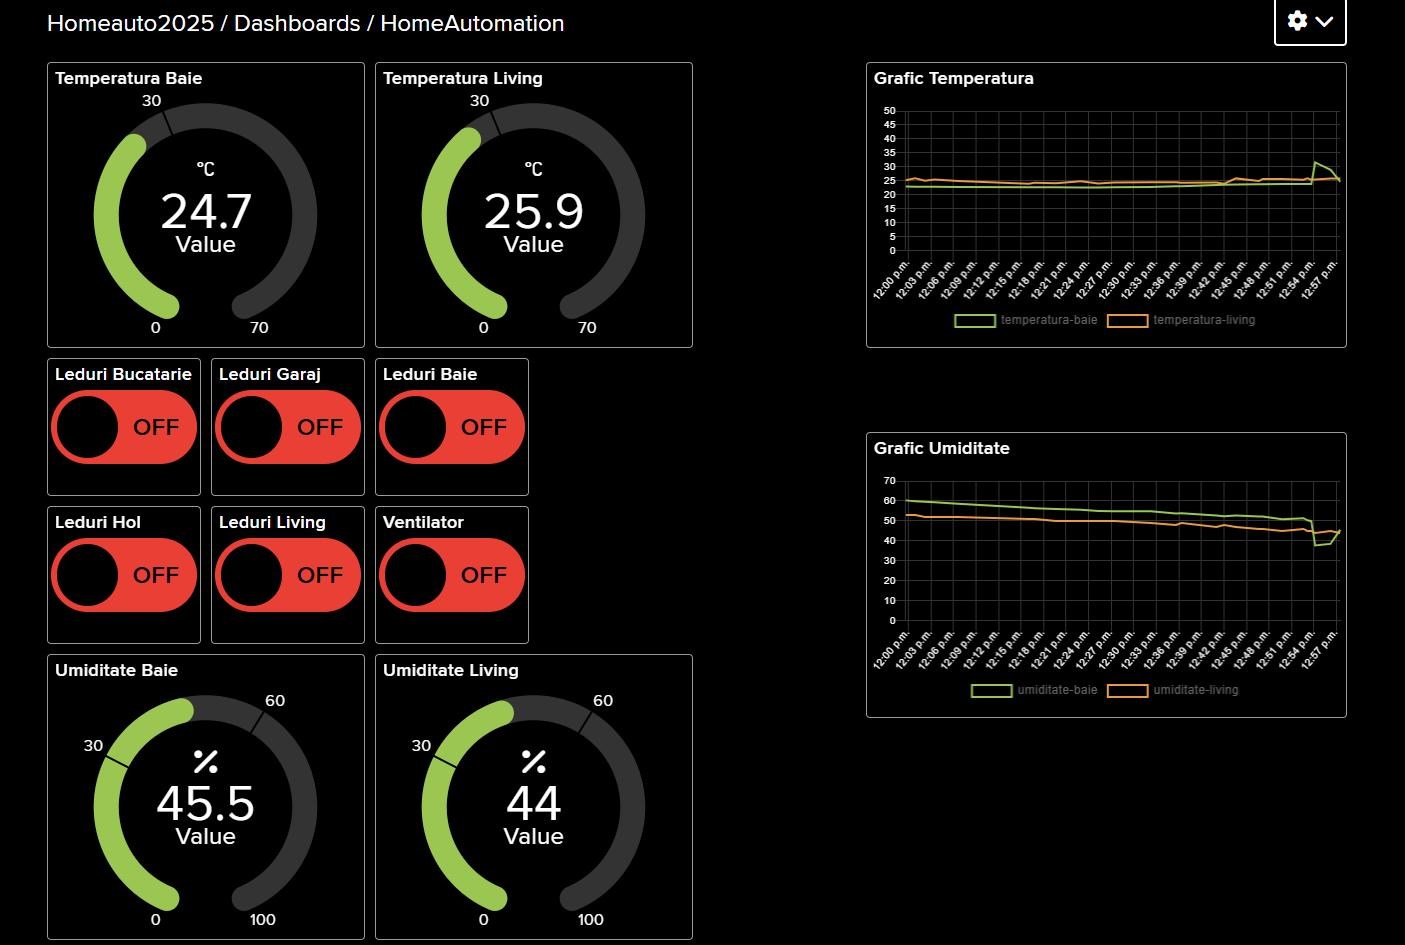 Homeauto2025 / Dashboards / HomeAutomation
Temperatura Baie
30
°C
24.7
Value
0
70
Temperatura Living
30
°C
25.9
Value
0
70
Grafic Temperatura
50
45
40
35
30
25
20
15
10
5
0
12:00 p.m.
12:03 p.m.
12:06 p.m.
12:09 p.m.
12:12 p.m.
12:15 p.m.
12:18 p.m.
12:21 p.m.
12:24 p.m.
12:27 p.m.
12:30 p.m.
12:33 p.m.
12:36 p.m.
12:39 p.m.
12:42 p.m.
12:45 p.m.
12:48 p.m.
12:51 p.m.
12:54 p.m.
12:57 p.m.
temperatura-baie
temperatura-living
Leduri Bucatarie
OFF
Leduri Garaj
OFF
Leduri Baie
OFF
Leduri Hol
OFF
Leduri Living
OFF
Ventilator
OFF
Grafic Umiditate
70
60
50
40
30
20
10
0
12:00 p.m.
12:03 p.m.
12:06 p.m.
12:09 p.m.
12:12 p.m.
12:15 p.m.
12:18 p.m.
12:21 p.m.
12:24 p.m.
12:27 p.m.
12:30 p.m.
12:33 p.m.
12:36 p.m.
12:39 p.m.
12:42 p.m.
12:45 p.m.
12:48 p.m.
12:51 p.m.
12:54 p.m.
12:57 p.m.
umiditate-baie
umiditate-living
Umiditate Baie
60
30
%
45.5
Value
0
100
Umiditate Living
60
30
%
44
Value
0
100